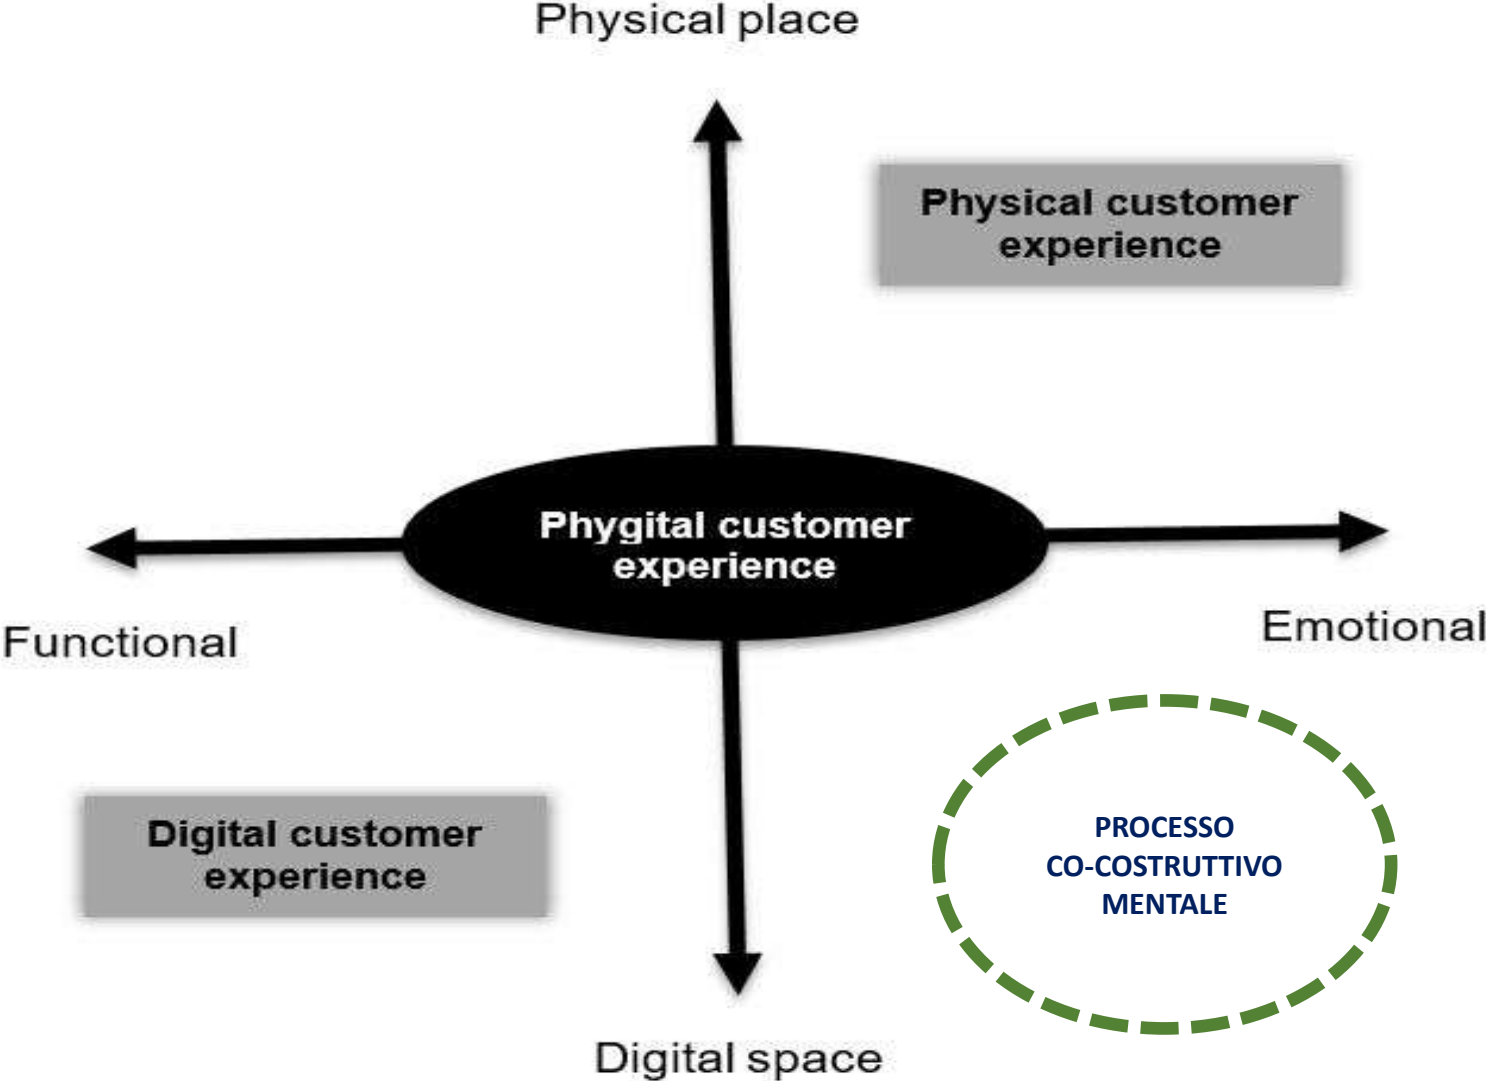 Physical place
Physical customer
experience
Phygital customer
experience
Functional
Emotional
Digital customer
experience
PROCESSO
CO-COSTRUTTIVO
MENTALE
Digital space